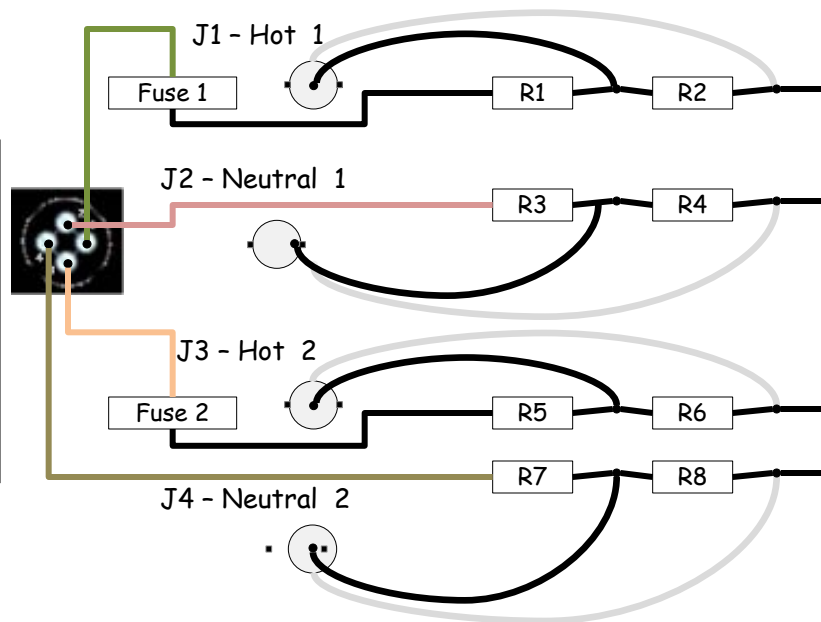 J1 – Hot 1
Fuse 1
R1
R2
J2 – Neutral 1
R3
R4
J3 – Hot 2
Fuse 2
R5
R6
R7
R8
J4 – Neutral 2